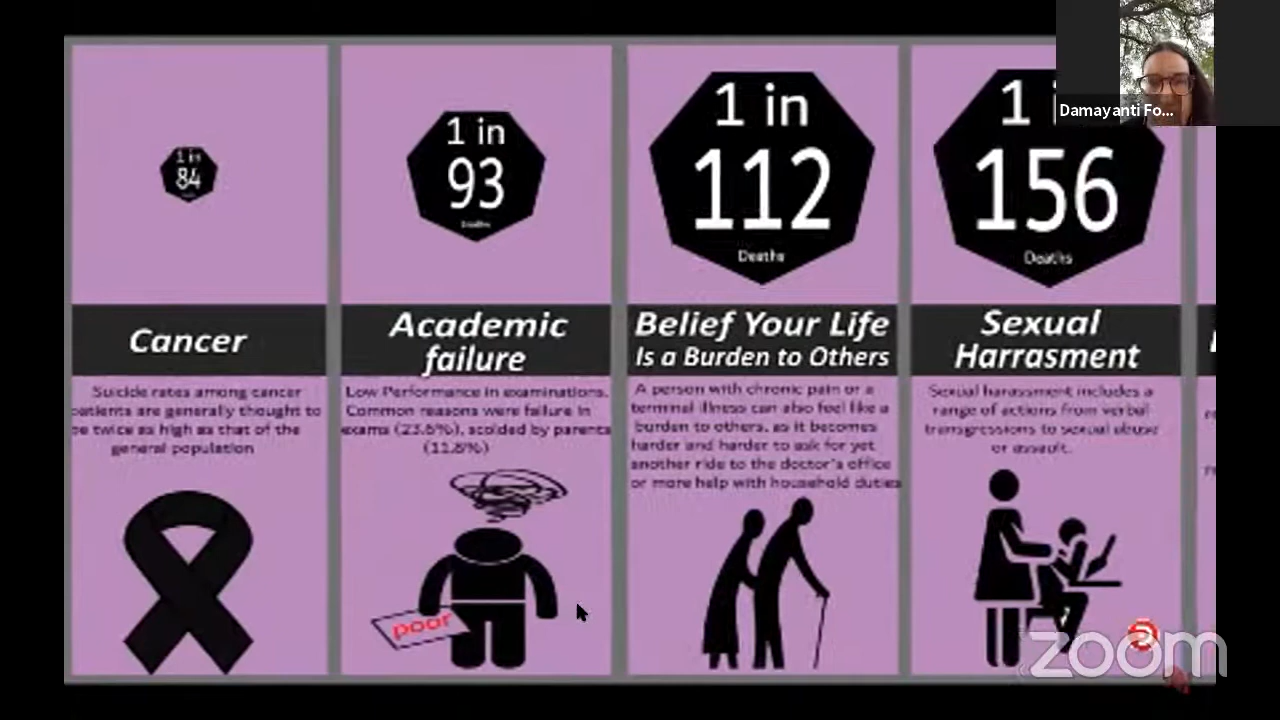 1 in
84
Cancer
Suicide rates among cancer
patients are generally thought to
be twice as high as that of the
general population
1 in
93
Deaths
Academic
failure
Low Performance in examinations.
Common reasons were failure in
exams (23.6%), scolded by parents
(11.8%)
poor
1 in
112
Deaths
Belief Your Life
Is a Burden to Others
A person with chronic pain or a
terminal illness can also feel like a
burden to others, as it becomes
harder and harder to ask for yet
another ride to the doctor's office
or more help with household duties
1
156
Deaths
Sexual
Harrasment
Sexual harassment includes a
range of actions from verbal
transgressions to sexual abuse
or assault.
Damayanti Fo...
zoom